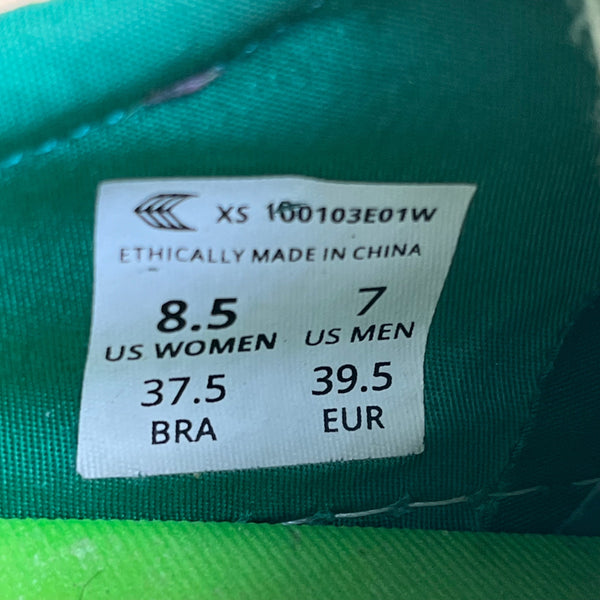 XS 100103E01W
ETHICALLY MADE IN CHINA
8.5 7
US WOMEN US MEN
37.5 39.5
BRA EUR